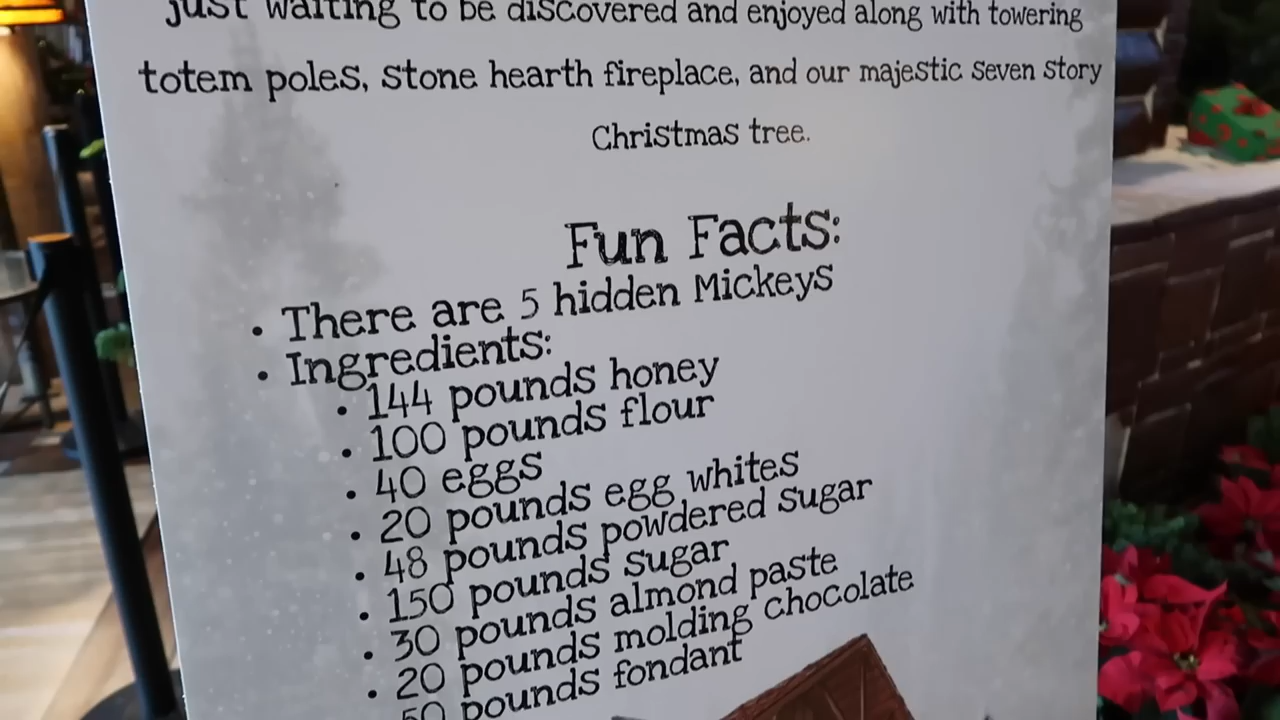 just waiting to be discovered and enjoyed along with towering
totem poles, stone hearth fireplace, and our majestic seven story
Christmas tree.
Fun Facts:
• There are 5 hidden Mickeys
• Ingredients:
• 144 pounds honey
• 100 pounds flour
• 40 eggs
• 20 pounds egg whites
• 48 pounds powdered sugar
• 150 pounds sugar
• 30 pounds almond paste
• 20 pounds molding chocolate
50 pounds fondant